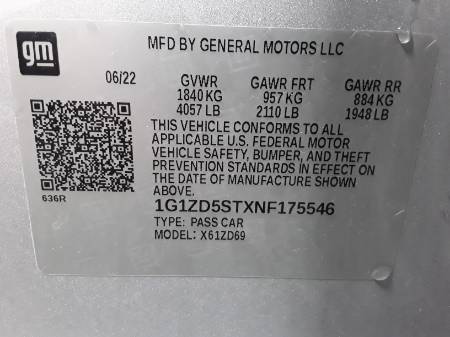 gm
MFD BY GENERAL MOTORS LLC
06/22 GVWR GAWR FRT GAWR RR
1840 KG 957 KG 884 KG
4057 LB 2110 LB 1948 LB
THIS VEHICLE CONFORMS TO ALL
APPLICABLE U.S. FEDERAL MOTOR
VEHICLE SAFETY, BUMPER, AND THEFT
PREVENTION STANDARDS IN EFFECT ON
THE DATE OF MANUFACTURE SHOWN
ABOVE.
636R
1G1ZD5STXNF175546
TYPE: PASS CAR
MODEL: X61ZD69